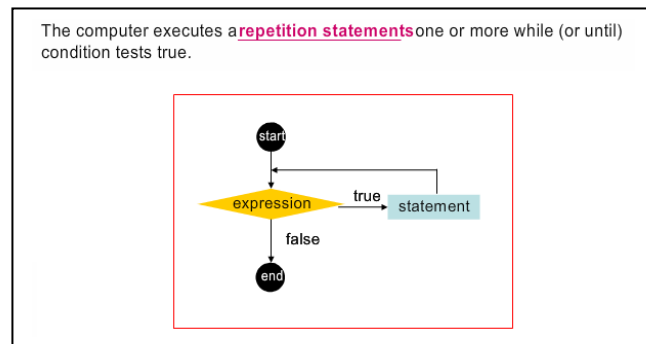 The computer executes a repetition statements one or more while (or until)
condition tests true.
start
expression
true
statement
false
end